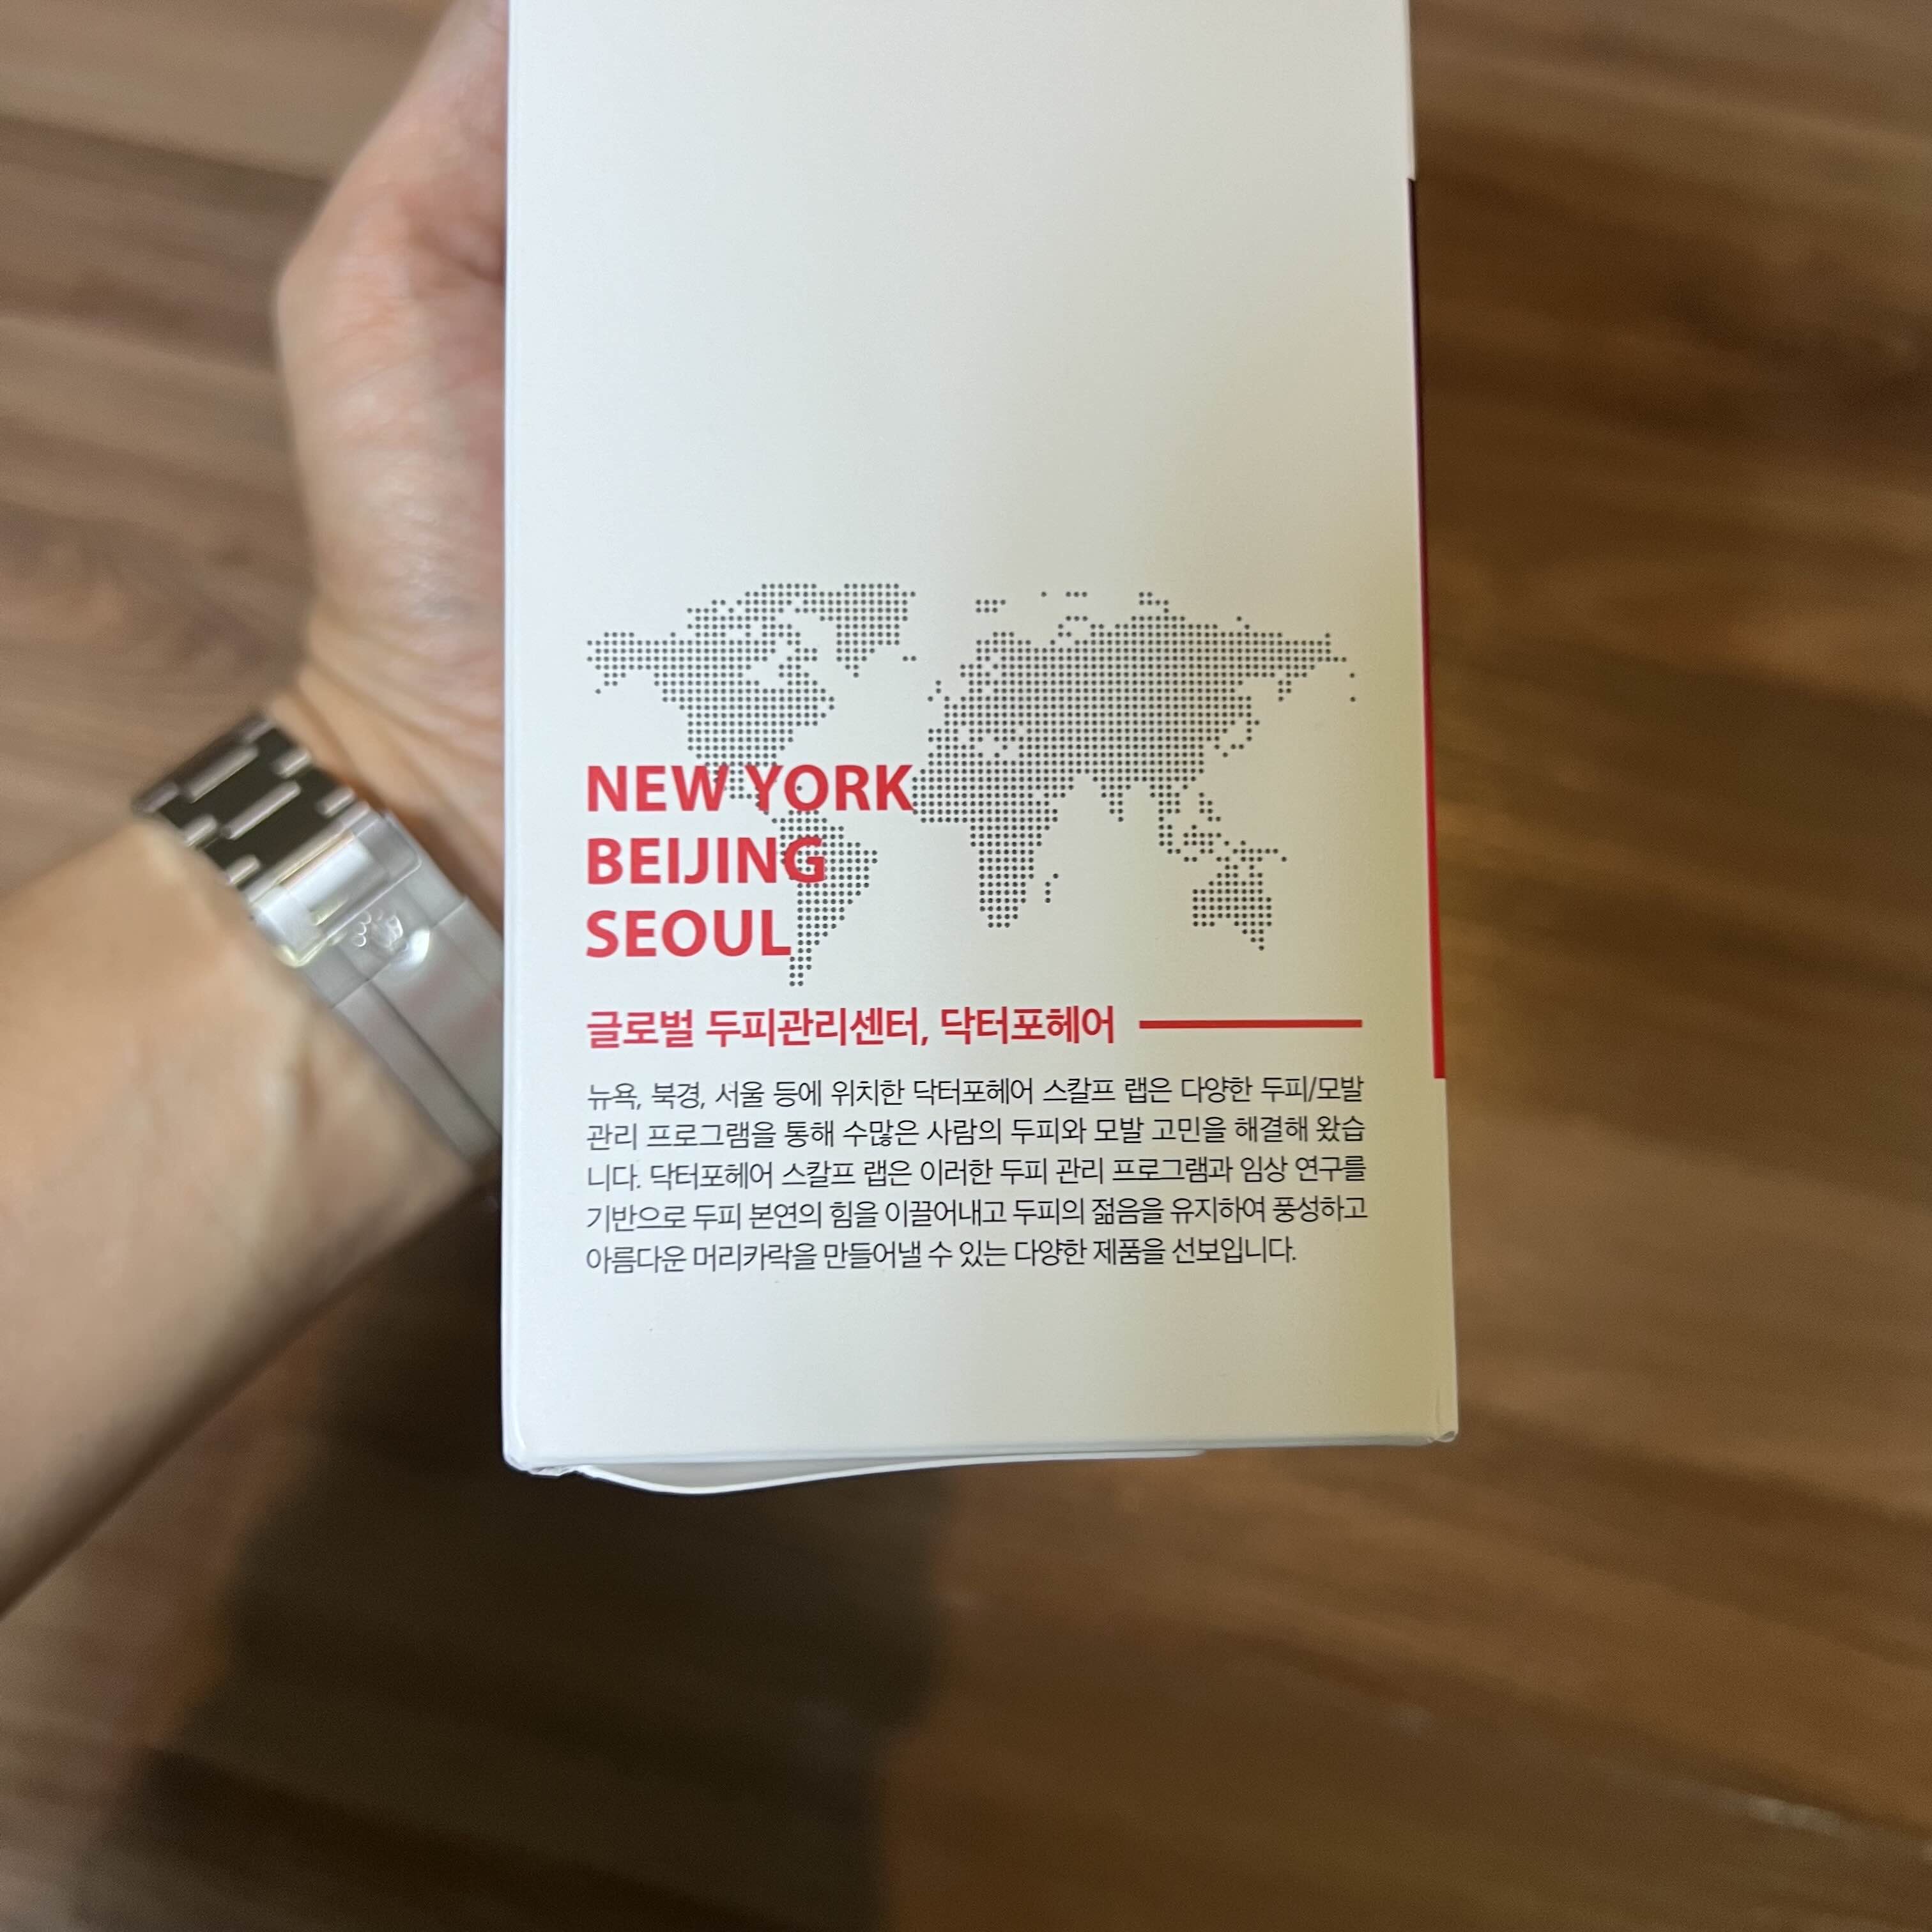 NEW YORK
BEIJING
SEOUL
글로벌 두피관리센터, 닥터포헤어
뉴욕, 북경, 서울 등에 위치한 닥터포헤어 스칼프 랩은 다양한 두피/모발
관리 프로그램을 통해 수많은 사람의 두피와 모발 고민을 해결해 왔습
니다. 닥터포헤어 스칼프 랩은 이러한 두피 관리 프로그램과 임상 연구를
기반으로 두피 본연의 힘을 이끌어내고 두피의 젊음을 유지하여 풍성하고
아름다운 머리카락을 만들어낼 수 있는 다양한 제품을 선보입니다.